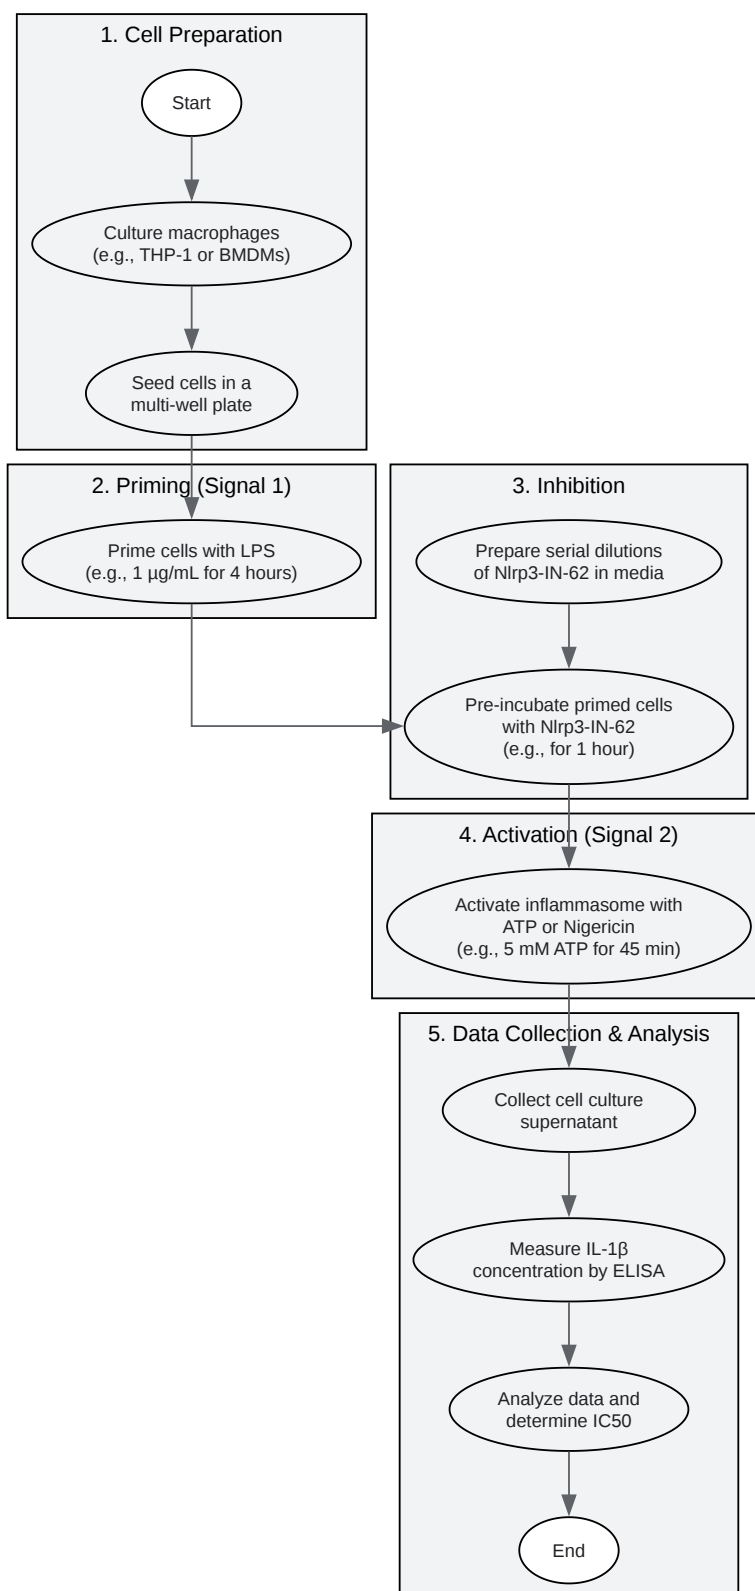 1. Cell Preparation
Start
Culture macrophages
(e.g., THP-1 or BMDMs)
Seed cells in a
multi-well plate
2. Priming (Signal 1)
Prime cells with LPS
(e.g., 1 µg/mL for 4 hours)
3. Inhibition
Prepare serial dilutions
of Nlrp3-IN-62 in media
Pre-incubate primed cells
with Nlrp3-IN-62
(e.g., for 1 hour)
4. Activation (Signal 2)
Activate inflammasome with
ATP or Nigericin
(e.g., 5 mM ATP for 45 min)
5. Data Collection & Analysis
Collect cell culture
supernatant
Measure IL-1β
concentration by ELISA
Analyze data and
determine IC50
End